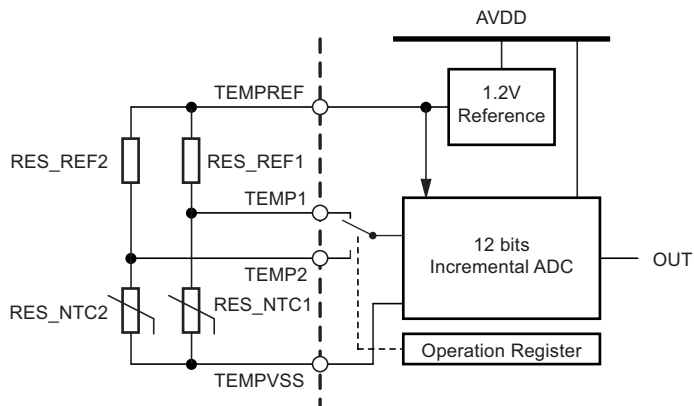 AVDD
TEMPREF
1.2V
Reference
RES_REF2
RES_REF1
TEMP1
12 bits
Incremental ADC
OUT
TEMP2
RES_NTC2
RES_NTC1
Operation Register
TEMPVSS